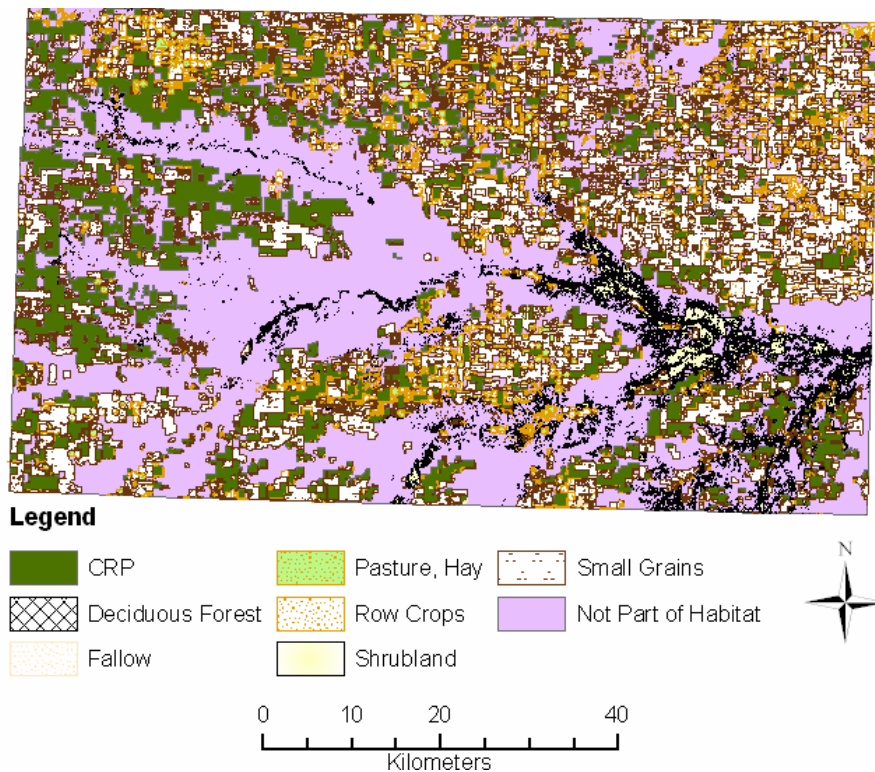 Legend
CRP
Pasture, Hay
Small Grains
N
Deciduous Forest
Row Crops
Not Part of Habitat
Fallow
Shrubland
0 10 20 40
Kilometers